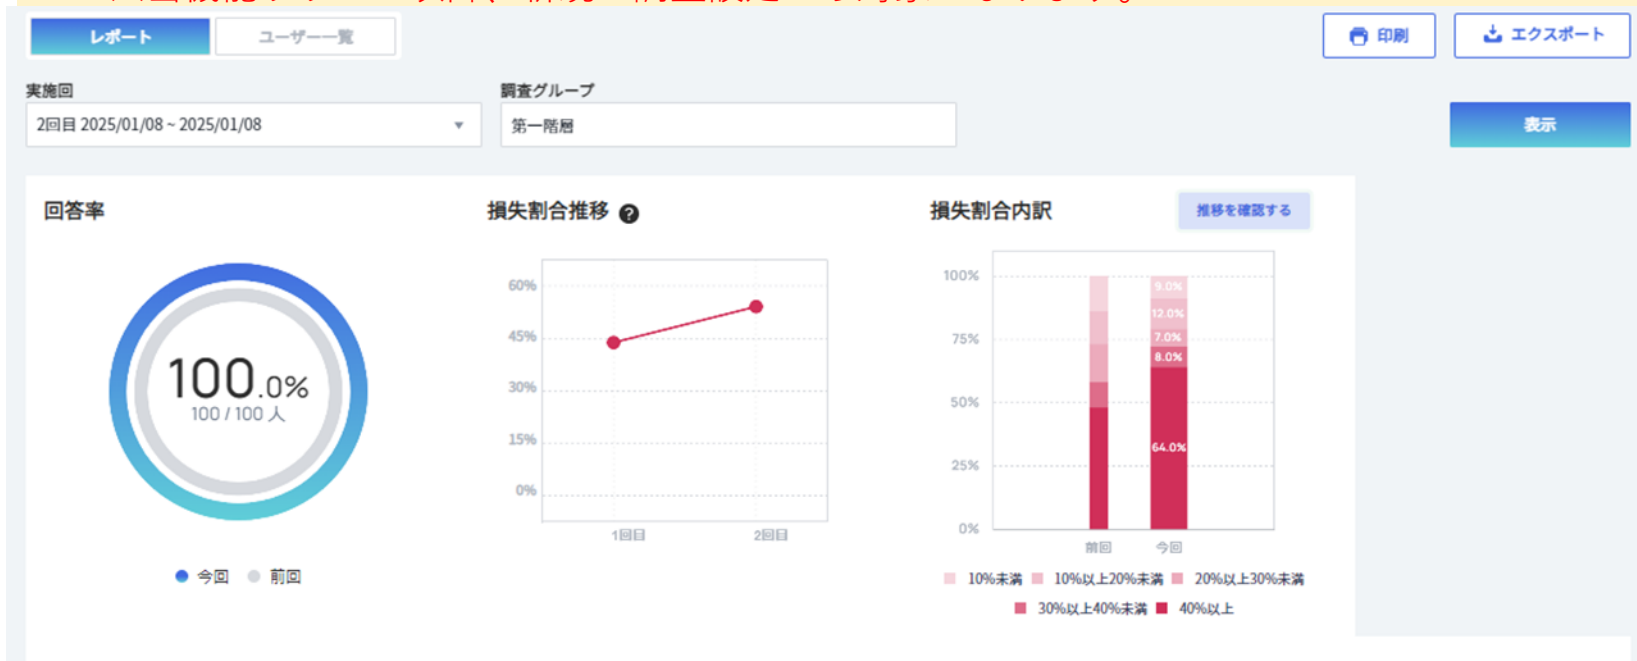 レポート
ユーザー一覧
印刷
エクスポート
実施回
調査グループ
2回目 2025/01/08 ~ 2025/01/08
第一階層
表示
回答率
損失割合推移 ?
損失割合内訳
推移を確認する
100.0%
100 / 100 人
今回
前回
60%
45%
30%
15%
0%
1回目
2回目
100%
75%
50%
25%
0%
9.0%
12.0%
7.0%
8.0%
64.0%
前回
今回
10%未満
10%以上20%未満
20%以上30%未満
30%以上40%未満
40%以上